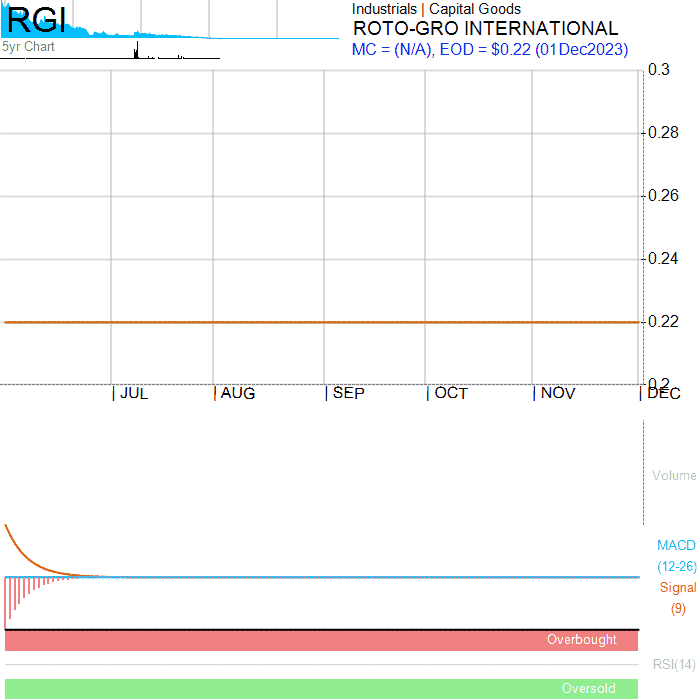 RGI
5yr Chart
Industrials | Capital Goods
ROTO-GRO INTERNATIONAL
MC = (N/A), EOD = $0.22 (01Dec2023)
0.3
0.28
0.26
0.24
0.22
0.2
JUL AUG SEP OCT NOV DEC
Volume
MACD
(12-26)
Signal
(9)
Overbought
RSI(14)
Oversold